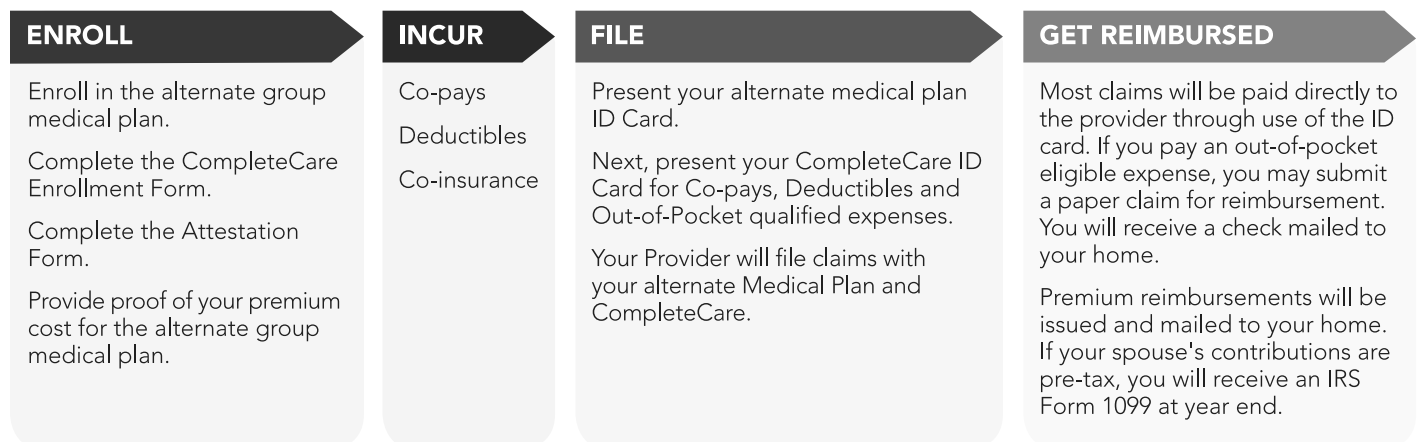 ENROLL
Enroll in the alternate group
medical plan.
Complete the CompleteCare
Enrollment Form.
Complete the Attestation
Form.
Provide proof of your premium
cost for the alternate group
medical plan.
INCUR
Co-pays
Deductibles
Co-insurance
FILE
Present your alternate medical plan
ID Card.
Next, present your CompleteCare ID
Card for Co-pays, Deductibles and
Out-of-Pocket qualified expenses.
Your Provider will file claims with
your alternate Medical Plan and
CompleteCare.
GET REIMBURSED
Most claims will be paid directly to
the provider through use of the ID
card. If you pay an out-of-pocket
eligible expense, you may submit
a paper claim for reimbursement.
You will receive a check mailed to
your home.
Premium reimbursements will be
issued and mailed to your home.
If your spouse's contributions are
pre-tax, you will receive an IRS
Form 1099 at year end.